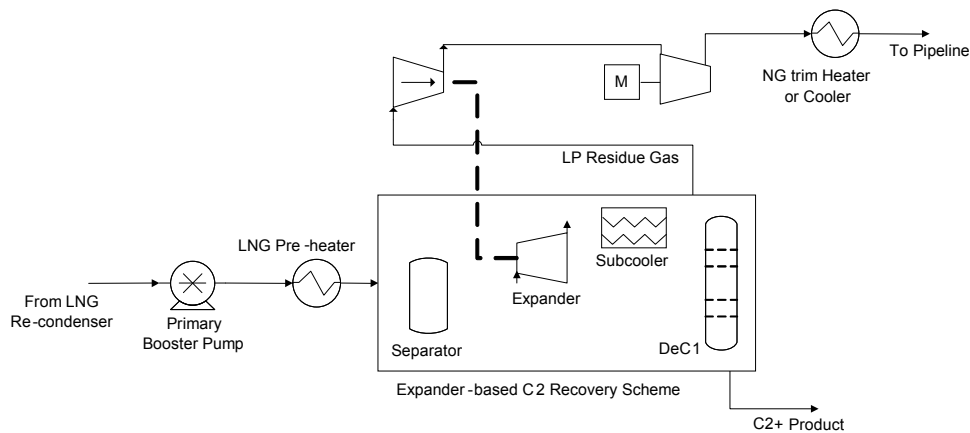 To Pipeline
M
NG trim Heater
or Cooler
LP Residue Gas
LNG Pre -heater
Subcooler
From LNG
Re-condenser
Primary
Booster Pump
Expander
Separator
DeC1
Expander -based C2 Recovery Scheme
C2+ Product